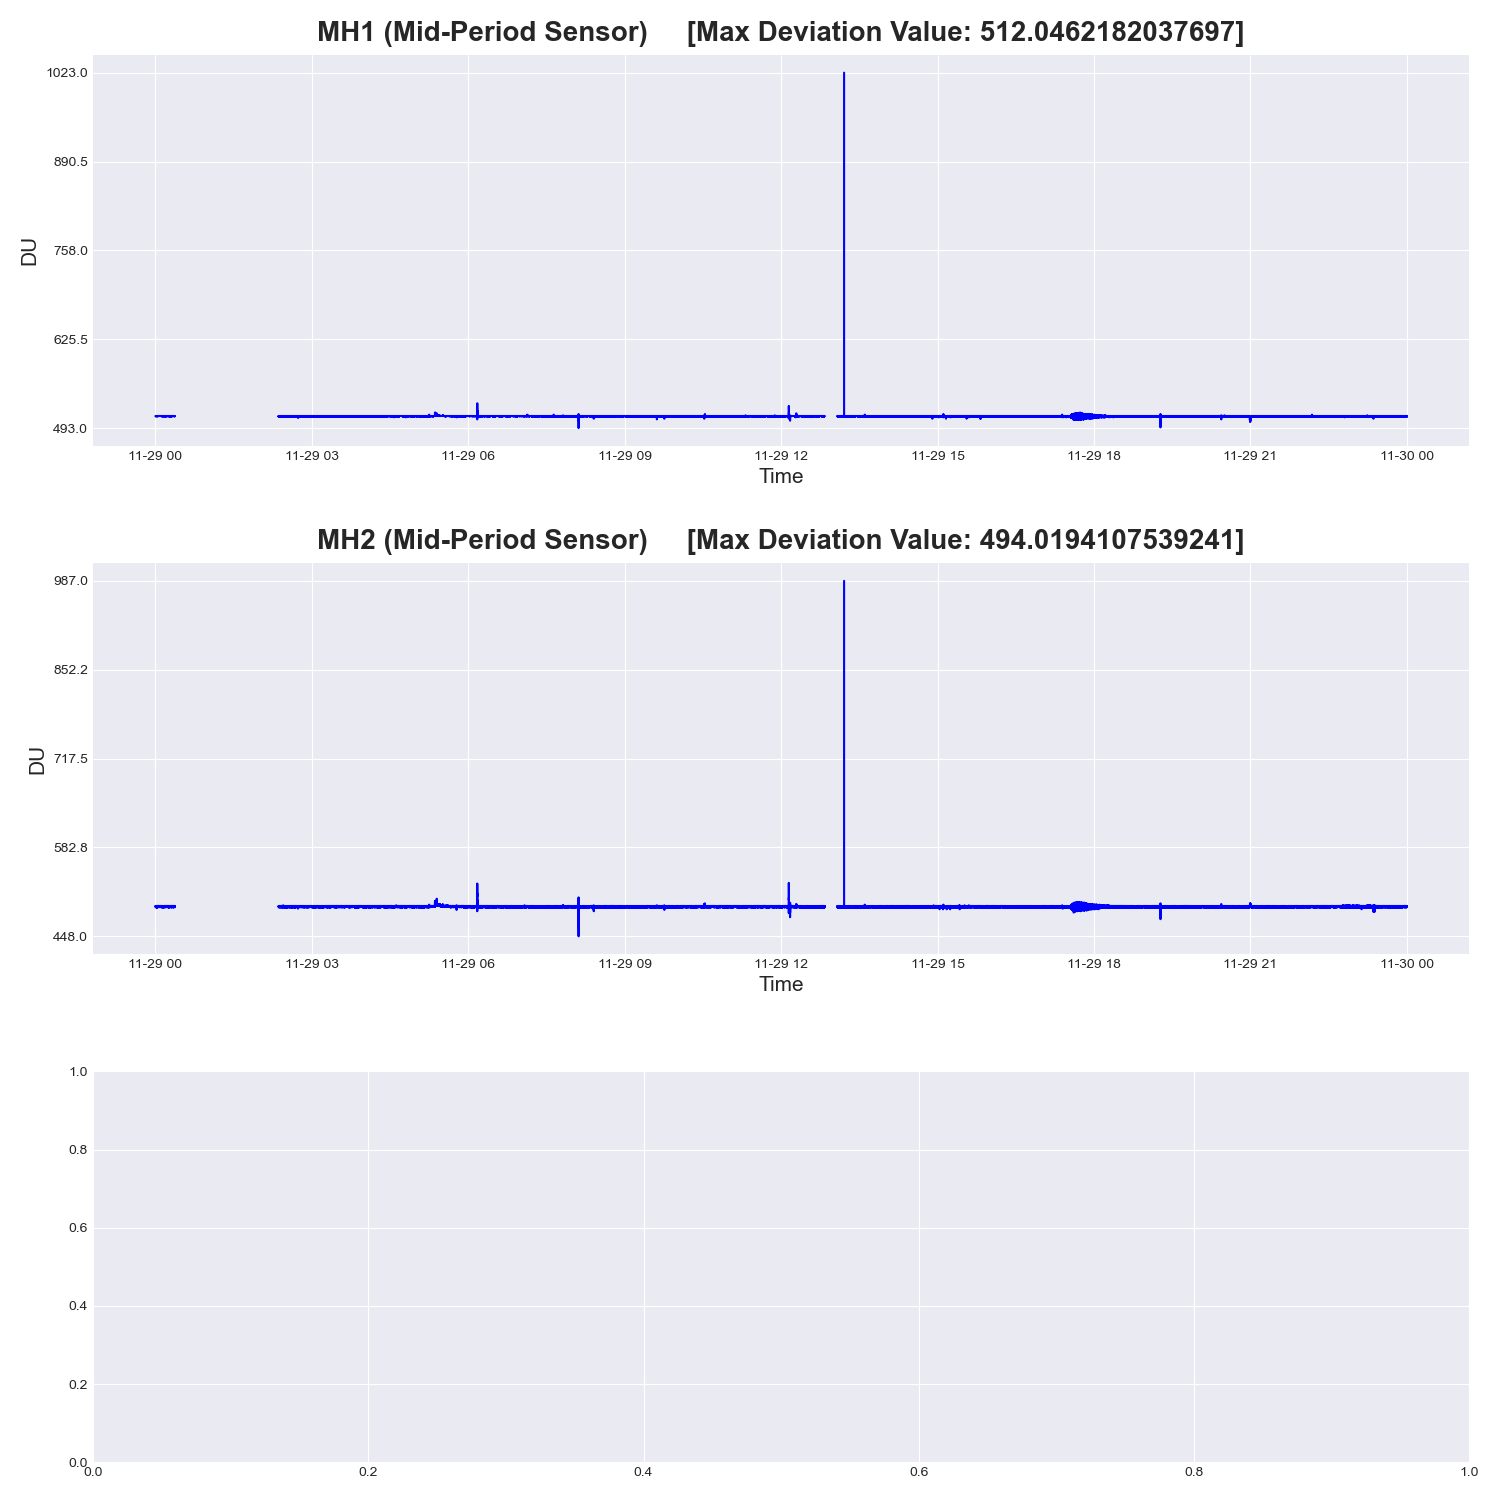 MH1 (Mid-Period Sensor) [Max Deviation Value: 512.0462182037697]
1023.0
890.5
758.0
625.5
493.0
DU
11-29 00 11-29 03 11-29 06 11-29 09 11-29 12 11-29 15 11-29 18 11-29 21 11-30 00
Time
MH2 (Mid-Period Sensor) [Max Deviation Value: 494.0194107539241]
987.0
852.2
717.5
582.8
448.0
DU
11-29 00 11-29 03 11-29 06 11-29 09 11-29 12 11-29 15 11-29 18 11-29 21 11-30 00
Time
1.0
0.8
0.6
0.4
0.2
0.0
0.0 0.2 0.4 0.6 0.8 1.0